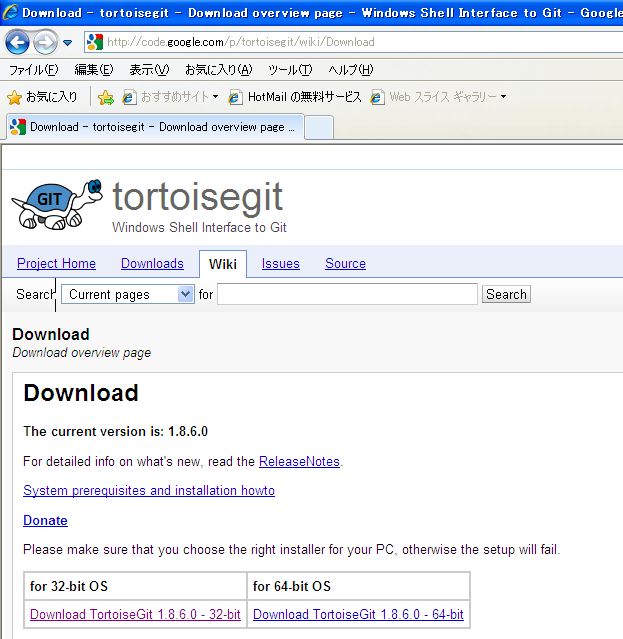 Download - tortoisegit - Download overview page - Windows Shell Interface to Git - Google
http://code.google.com/p/tortoisegit/wiki/Download
ファイル(F) 編集(E) 表示(V) お気に入り(A) ツール(T) ヘルプ(H)
お気に入り おすすめサイト HotMail の無料サービス Web スライス ギャラリー
Download - tortoisegit - Download overview page ...
GIT
tortoisegit
Windows Shell Interface to Git
Project Home Downloads Wiki Issues Source
Search Current pages for Search
Download
Download overview page
Download
The current version is: 1.8.6.0
For detailed info on what's new, read the ReleaseNotes.
System prerequisites and installation howto
Donate
Please make sure that you choose the right installer for your PC, otherwise the setup will fail.
for 32-bit OS for 64-bit OS
Download TortoiseGit 1.8.6.0 - 32-bit Download TortoiseGit 1.8.6.0 - 64-bit